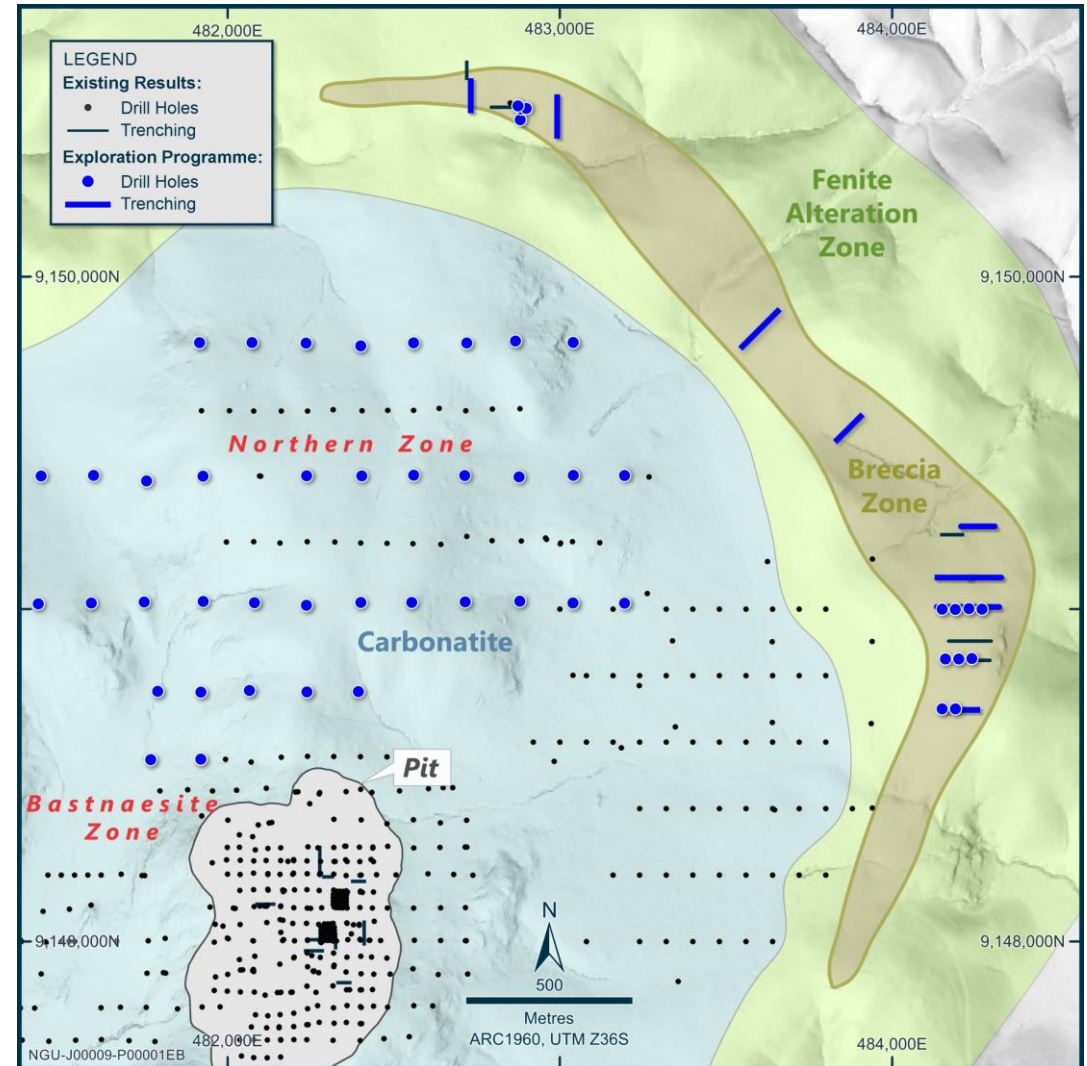 482,000E
483,000E
484,000E
LEGEND
Existing Results:
Drill Holes
Trenching
Exploration Programme:
Drill Holes
Trenching
Fenite
Alteration
Zone
9,150,000N
9,150,000N
Northern Zone
Breccia
Zone
Carbonatite
Pit
Bastnaesite
Zone
N
9,148,000N
9,148,000N
500
Metres
ARC1960, UTM Z36S
482,000E
484,000E
NGU-J00009-P00001EB